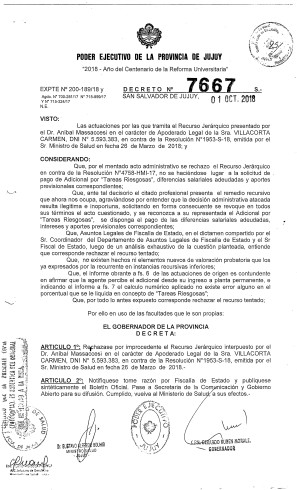 PODER EJECUTIVO DE LA PROVINCIA DE JUJUY
"2018 - Año del Centenario de la Reforma Universitaria"
EXPTE Nº 200-189/18 y
DECRETO Nº 7667 S.-
SAN SALVADOR DE JUJUY, 01 OCT. 2018
N.E.
VISTO:
Las actuaciones por las que tramita el Recurso Jerárquico presentado por
el Dr. Aníbal Massaccesi en el carácter de Apoderado Legal de la Sra. VILLACORTA
CARMEN, DNI Nº 5.593.383, en contra de la Resolución Nº1953-S-18, emitida por el
Sr. Ministro de Salud en fecha 26 de Marzo de 2018; y
CONSIDERANDO:
Que, por el mentado acto administrativo se rechazo el Recurso Jerárquico
en contra de la Resolución Nº4758-HMI-17, no se haciéndose lugar a la solicitud de
pago de Adicional por "Tareas Riesgosas", diferencias salariales adeudadas y aportes
previsionales correspondientes;
Que, ante tal decisorio el citado profesional presenta el remedio recursivo
que ahora nos ocupa, agraviándose por entender que la decisión administrativa atacada
resulta ilegítima e inoportuna, solicitando en forma consecuente se revoque en todos
sus términos el acto cuestionado, y se reconozca a su representada el Adicional por
"Tareas Riesgosas", se disponga el pago de las diferencias salariales adeudadas,
intereses y aportes previsionales correspondientes;
Que, Asuntos Legales de Fiscalía de Estado, en el dictamen compartido por el
Sr. Coordinador del Departamento de Asuntos Legales de Fiscalía de Estado y el Sr
Fiscal de Estado, luego de un análisis exhaustivo de la cuestión planteada, entiende
que corresponde rechazar el recurso tentado;
Que, no existen hechos ni elementos nuevos de valoración probatoria que los
ya expresados por la recurrente en instancias recursivas inferiores;
Que, el informe obrante a fs. 6 de las actuaciones de origen es contundente
en afirmar que la agente percibe el adicional desde su ingreso a planta permanente, e
indicando el informe a fs. 7 el calculo numérico aplicado no existe error alguno en el
porcentual que se le liquida en concepto de "Tareas Riesgosas";
Que, por todo lo antes expuesto corresponde rechazar el recurso tentado;
Por ello en uso de las facultades que le son propias;
EL GOBERNADOR DE LA PROVINCIA
D E C R E T A:
ARTICULO 1º: Rechazase por improcedente el Recurso Jerárquico interpuesto por el
Dr. Aníbal Massaccesi en el carácter de Apoderado Legal de la Sra. VILLACORTA
CARMEN, DNI Nº 5.593.383, en contra de la Resolución Nº1953-S-18, emitida por el
Sr. Ministro de Salud en fecha 26 de Marzo de 2018.-
ARTICULO 2º: Notifíquese tome razón por Fiscalía de Estado y publíquese
sintéticamente el Boletín Oficial. Pase a Secretaría de la Comunicación y Gobierno
Abierto para su difusión. Cumplido, vuelva al Ministerio de Salud a sus efectos.-
GOBERNADOR